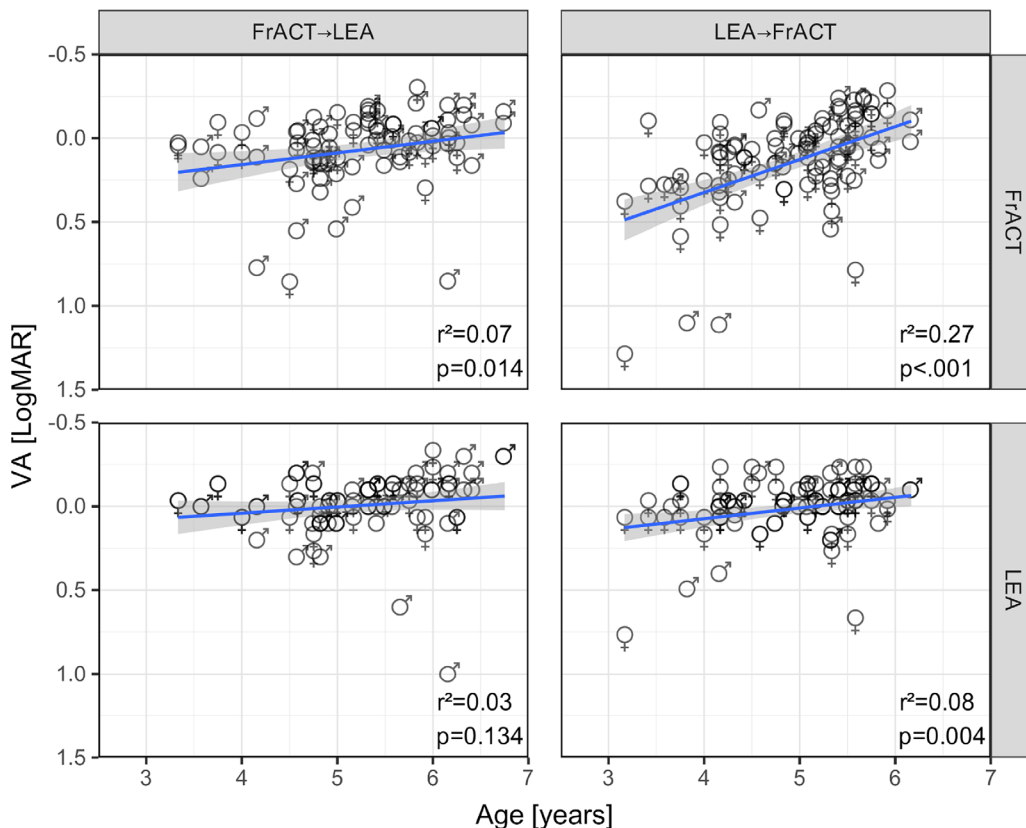 FrACT→LEA
LEA→FrACT
-0.5
0.0
0.5
1.0
1.5
r²=0.07
p=0.014
r²=0.27
p<.001
FrACT
VA [LogMAR]
-0.5
0.0
0.5
1.0
1.5
r²=0.03
p=0.134
r²=0.08
p=0.004
LEA
3 4 5 6 7
3 4 5 6 7
Age [years]